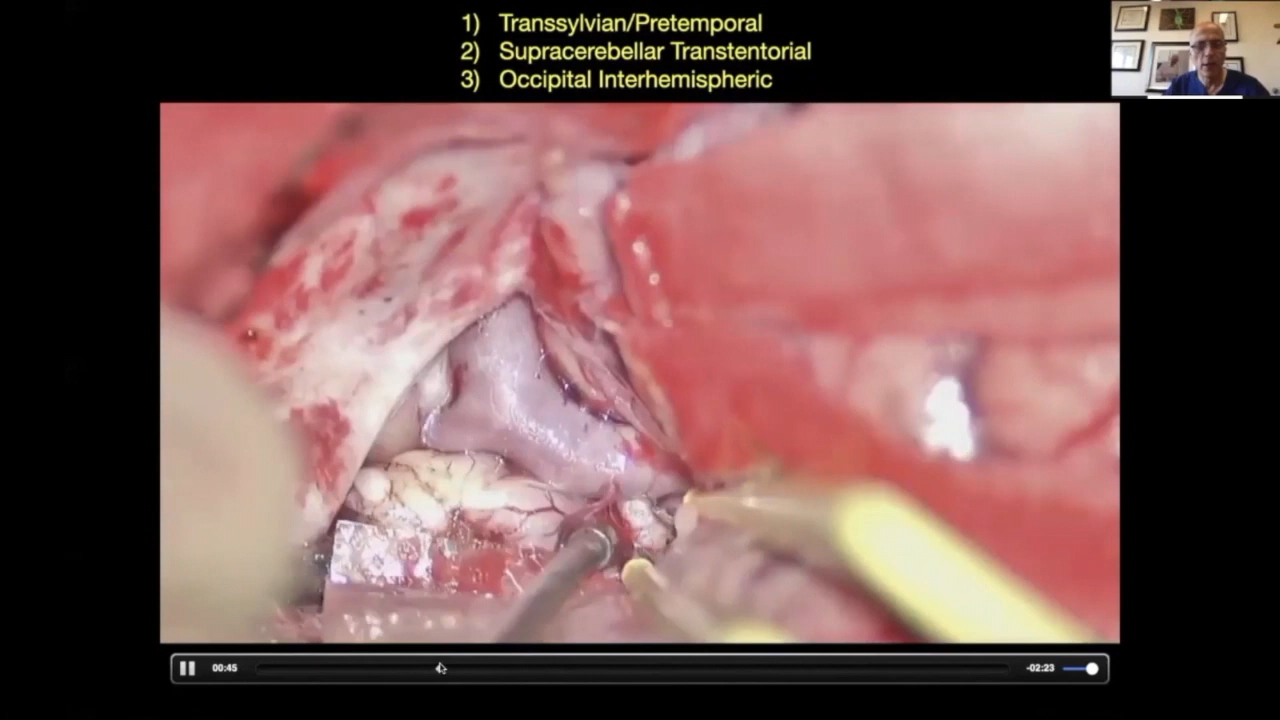 1) Transsylvian/Pretemporal
2) Supracerebellar Transtentorial
3) Occipital Interhemispheric
00:45
-02:23